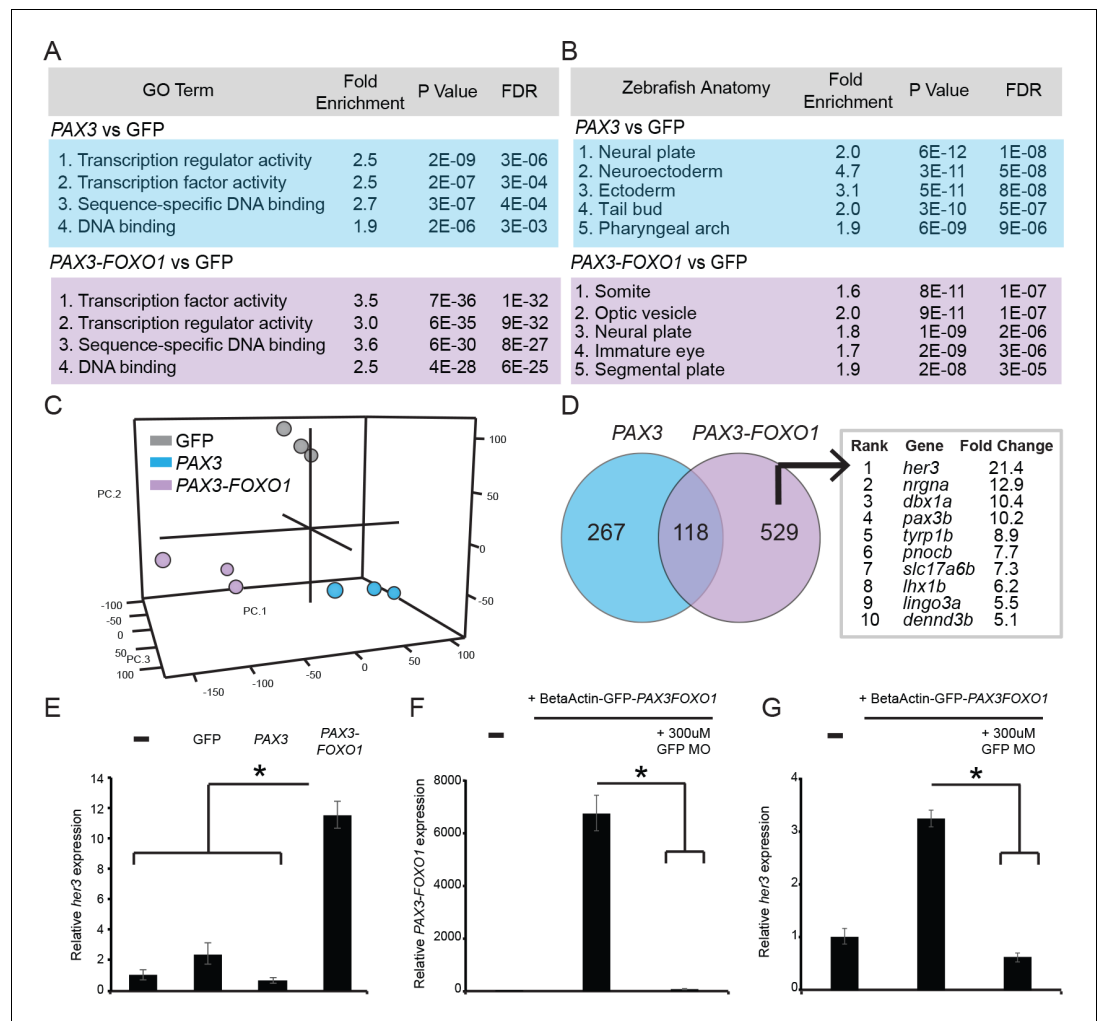 A
GO Term Fold Enrichment P Value FDR
PAX3 vs GFP
1. Transcription regulator activity 2.5 2E-09 3E-06
2. Transcription factor activity 2.5 2E-07 3E-04
3. Sequence-specific DNA binding 2.7 3E-07 4E-04
4. DNA binding 1.9 2E-06 3E-03
PAX3-FOXO1 vs GFP
1. Transcription factor activity 3.5 7E-36 1E-32
2. Transcription regulator activity 3.0 6E-35 9E-32
3. Sequence-specific DNA binding 3.6 6E-30 8E-27
4. DNA binding 2.5 4E-28 6E-25
B
Zebrafish Anatomy Fold Enrichment P Value FDR
PAX3 vs GFP
1. Neural plate 2.0 6E-12 1E-08
2. Neuroectoderm 4.7 3E-11 5E-08
3. Ectoderm 3.1 5E-11 8E-08
4. Tail bud 2.0 3E-10 5E-07
5. Pharyngeal arch 1.9 6E-09 9E-06
PAX3-FOXO1 vs GFP
1. Somite 1.6 8E-11 1E-07
2. Optic vesicle 2.0 9E-11 1E-07
3. Neural plate 1.8 1E-09 2E-06
4. Immature eye 1.7 2E-09 3E-06
5. Segmental plate 1.9 2E-08 3E-05
C
GFP
PAX3
PAX3-FOXO1
PC.2
100
50
0
-50
PC.1
-100
-50
0
50
PC.3
100
-150
-100
-50
0
50
100
D
PAX3 PAX3-FOXO1
267 118 529
Rank Gene Fold Change
1 her3 21.4
2 nrgna 12.9
3 dbx1a 10.4
4 pax3b 10.2
5 tyrp1b 8.9
6 pnocb 7.7
7 slc17a6b 7.3
8 lhx1b 6.2
9 lingo3a 5.5
10 dennd3b 5.1
E
- GFP PAX3 PAX3-FOXO1
*
Relative her3 expression
14
12
10
8
6
4
2
0
F
+ BetaActin-GFP-PAX3FOXO1
-
+ 300uM
GFP MO
*
Relative PAX3-FOXO1 expression
8000
6000
4000
2000
0
G
+ BetaActin-GFP-PAX3FOXO1
-
+ 300uM
GFP MO
*
Relative her3 expression
4
3
2
1
0